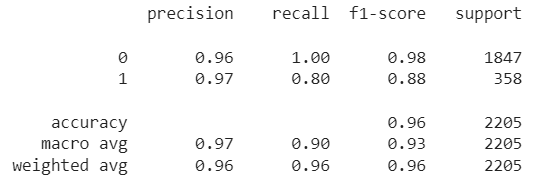 precision recall f1-score support
0 0.96 1.00 0.98 1847
1 0.97 0.80 0.88 358
accuracy 0.96 2205
macro avg 0.97 0.90 0.93 2205
weighted avg 0.96 0.96 0.96 2205